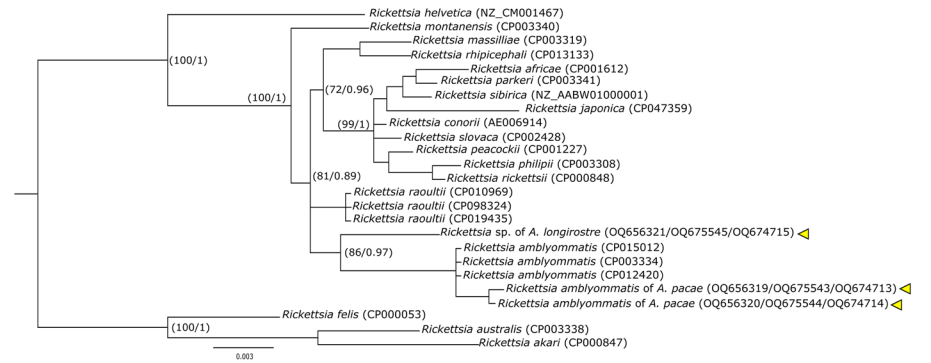 Rickettsia helvetica (NZ_CM001467)
(100/1)
Rickettsia montanensis (CP003340)
Rickettsia massilliae (CP003319)
Rickettsia rhipicephali (CP013133)
Rickettsia africae (CP001612)
Rickettsia parkeri (CP003341)
(72/0.96)
Rickettsia sibirica (NZ_AABW01000001)
(100/1)
Rickettsia japonica (CP047359)
(99/1)
Rickettsia conorii (AE006914)
Rickettsia slovaca (CP002428)
Rickettsia peacockii (CP001227)
Rickettsia philipii (CP003308)
(81/0.89)
Rickettsia rickettsii (CP000848)
Rickettsia raoultii (CP010969)
Rickettsia raoultii (CP098324)
Rickettsia raoultii (CP019435)
Rickettsia sp. of A. longirostre (OQ656321/OQ675545/OQ674715)
(86/0.97)
Rickettsia amblyommatis (CP015012)
Rickettsia amblyommatis (CP003334)
Rickettsia amblyommatis (CP012420)
Rickettsia amblyommatis of A. pacae (OQ656319/OQ675543/OQ674713)
Rickettsia amblyommatis of A. pacae (OQ656320/OQ675544/OQ674714)
Rickettsia felis (CP000053)
(100/1)
Rickettsia australis (CP003338)
Rickettsia akari (CP000847)
0.003